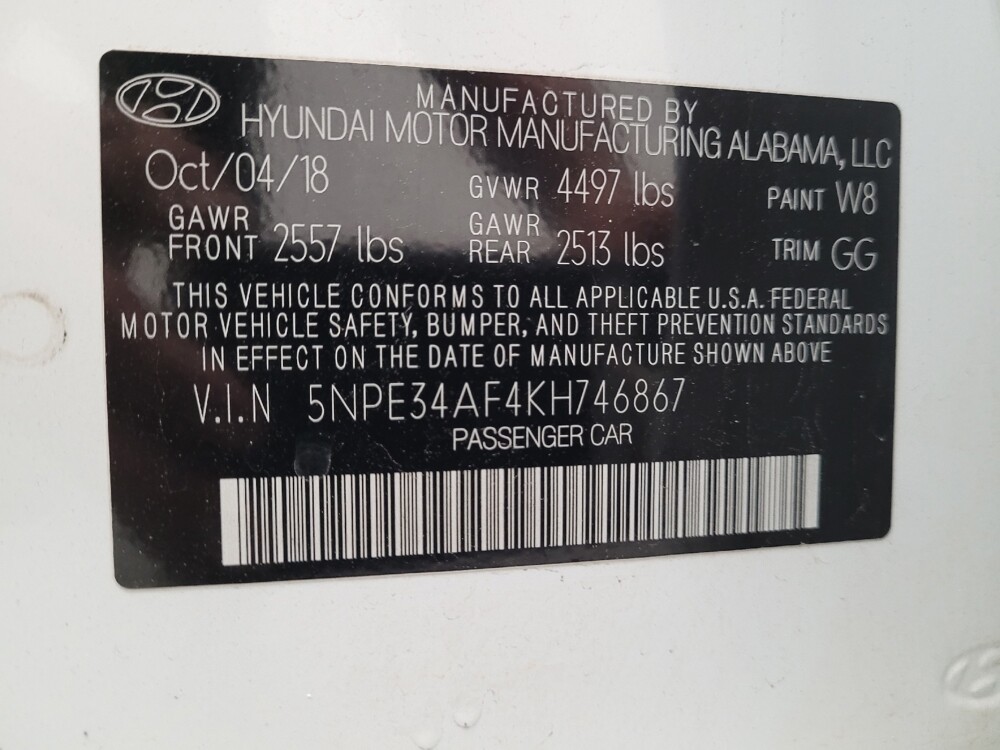 MANUFACTURED BY
HYUNDAI MOTOR MANUFACTURING ALABAMA, LLC
Oct/04/18 GVWR 4497 lbs PAINT W8
GAWR FRONT 2557 lbs GAWR REAR 2513 lbs TRIM GG
THIS VEHICLE CONFORMS TO ALL APPLICABLE U.S.A. FEDERAL
MOTOR VEHICLE SAFETY, BUMPER, AND THEFT PREVENTION STANDARDS
IN EFFECT ON THE DATE OF MANUFACTURE SHOWN ABOVE
V.I.N 5NPE34AF4KH746867
PASSENGER CAR